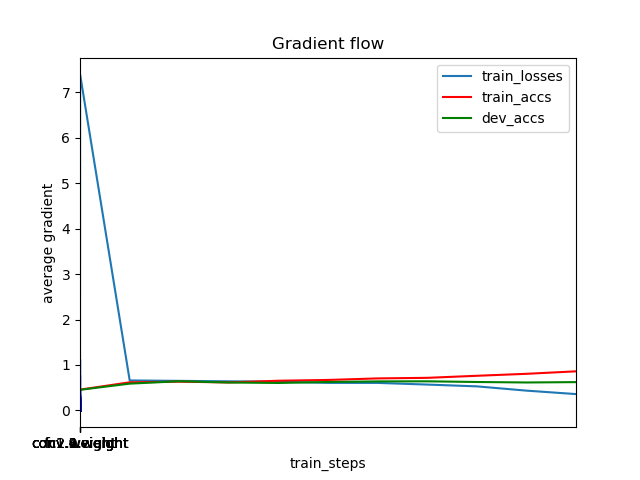 Gradient flow
train_losses
train_accs
dev_accs
average gradient
7
6
5
4
3
2
1
0
train_steps